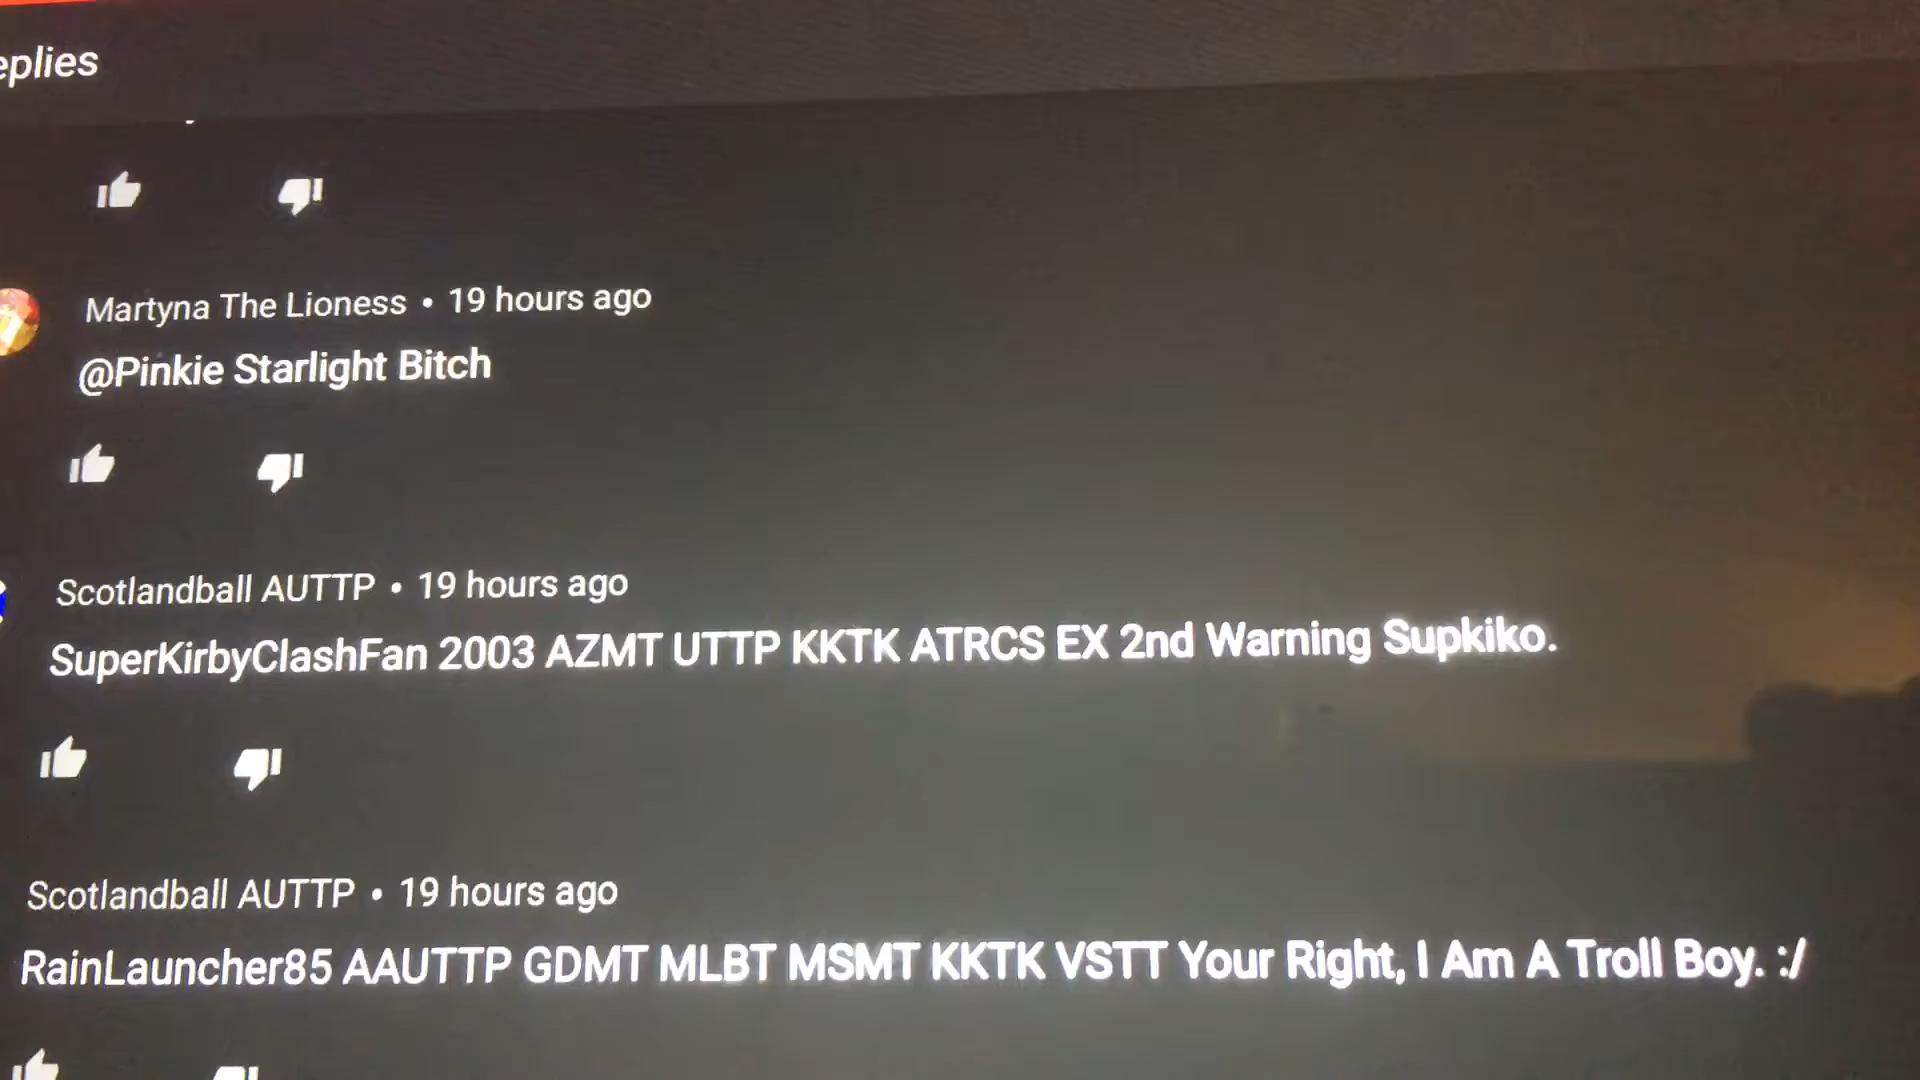 eplies
Martyna The Lioness • 19 hours ago
@Pinkie Starlight Bitch
Scotlandball AUTTP • 19 hours ago
SuperKirbyClashFan 2003 AZMT UTTP KKTK ATRCS EX 2nd Warning Supkiko.
Scotlandball AUTTP • 19 hours ago
RainLauncher85 AAUTTP GDMT MLBT MSMT KKTK VSTT Your Right, I Am A Troll Boy. :/